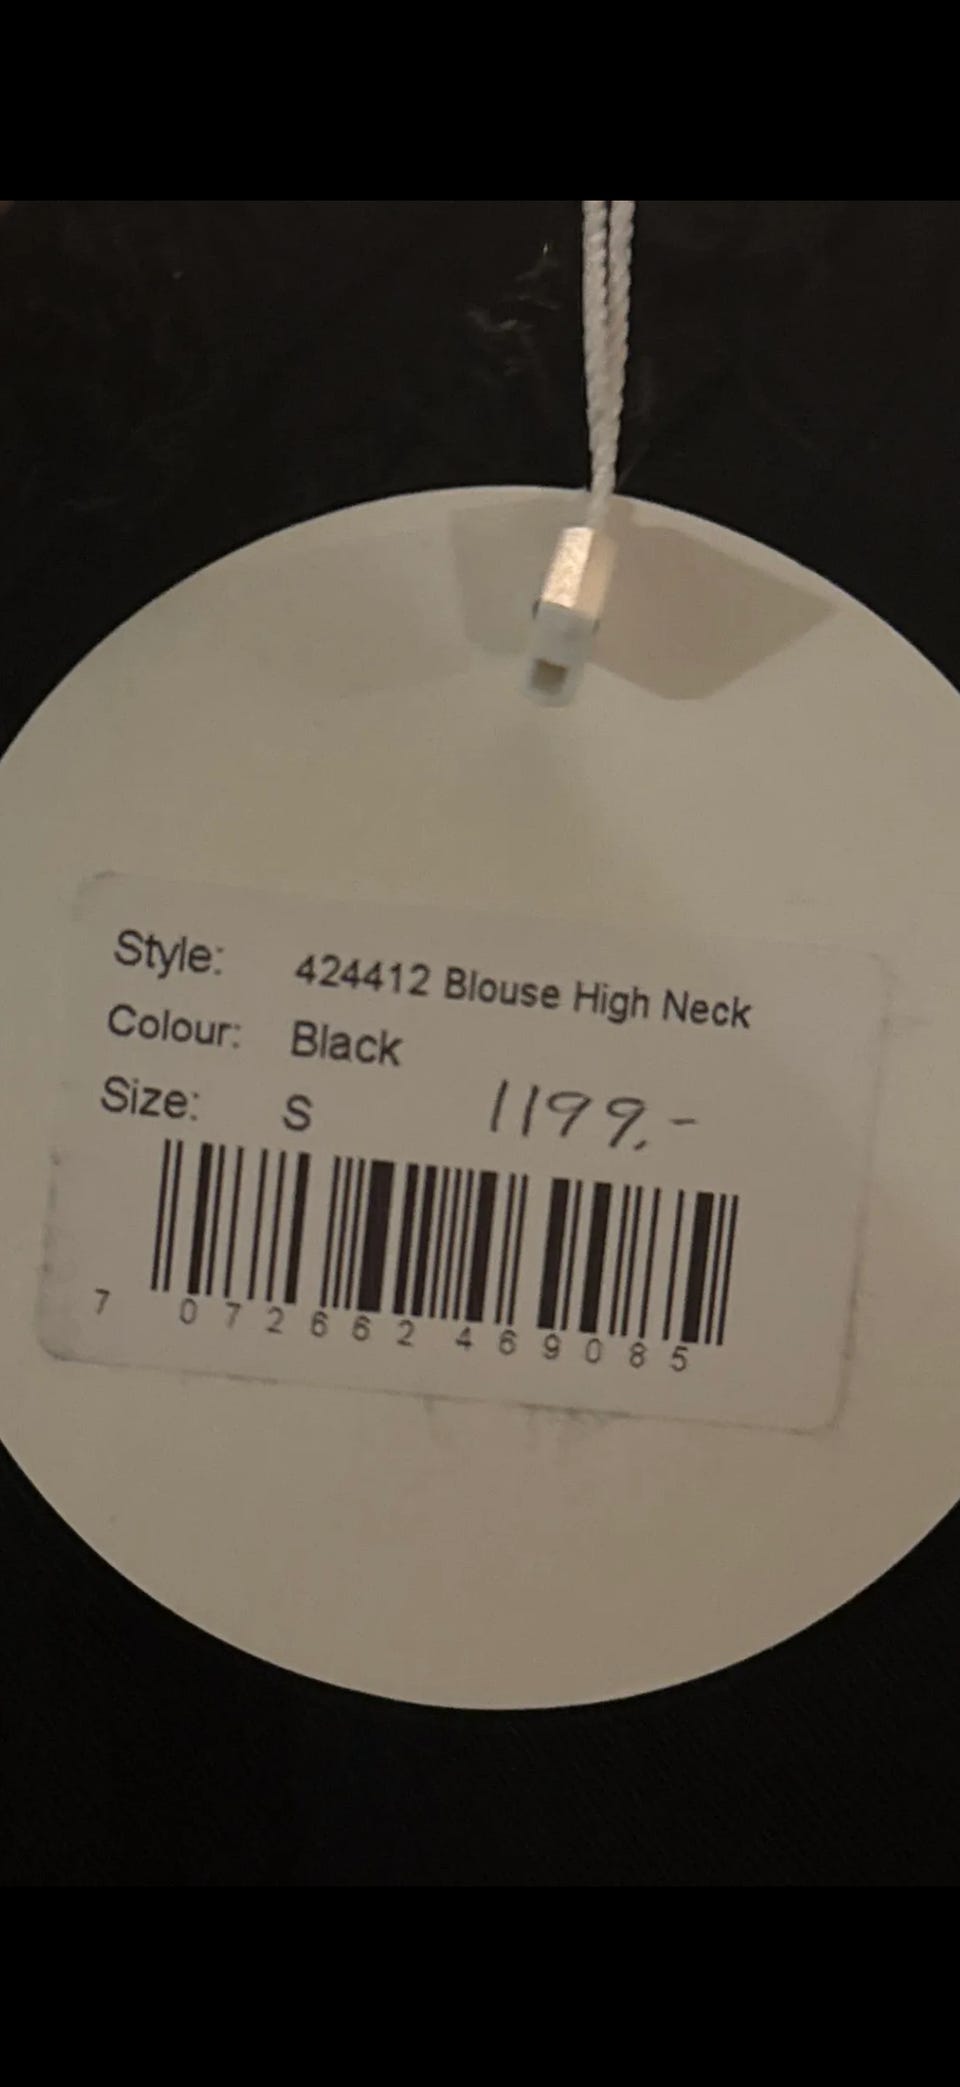 Style: 424412 Blouse High Neck
Colour: Black
Size: S 1199,-
7 072662 469085